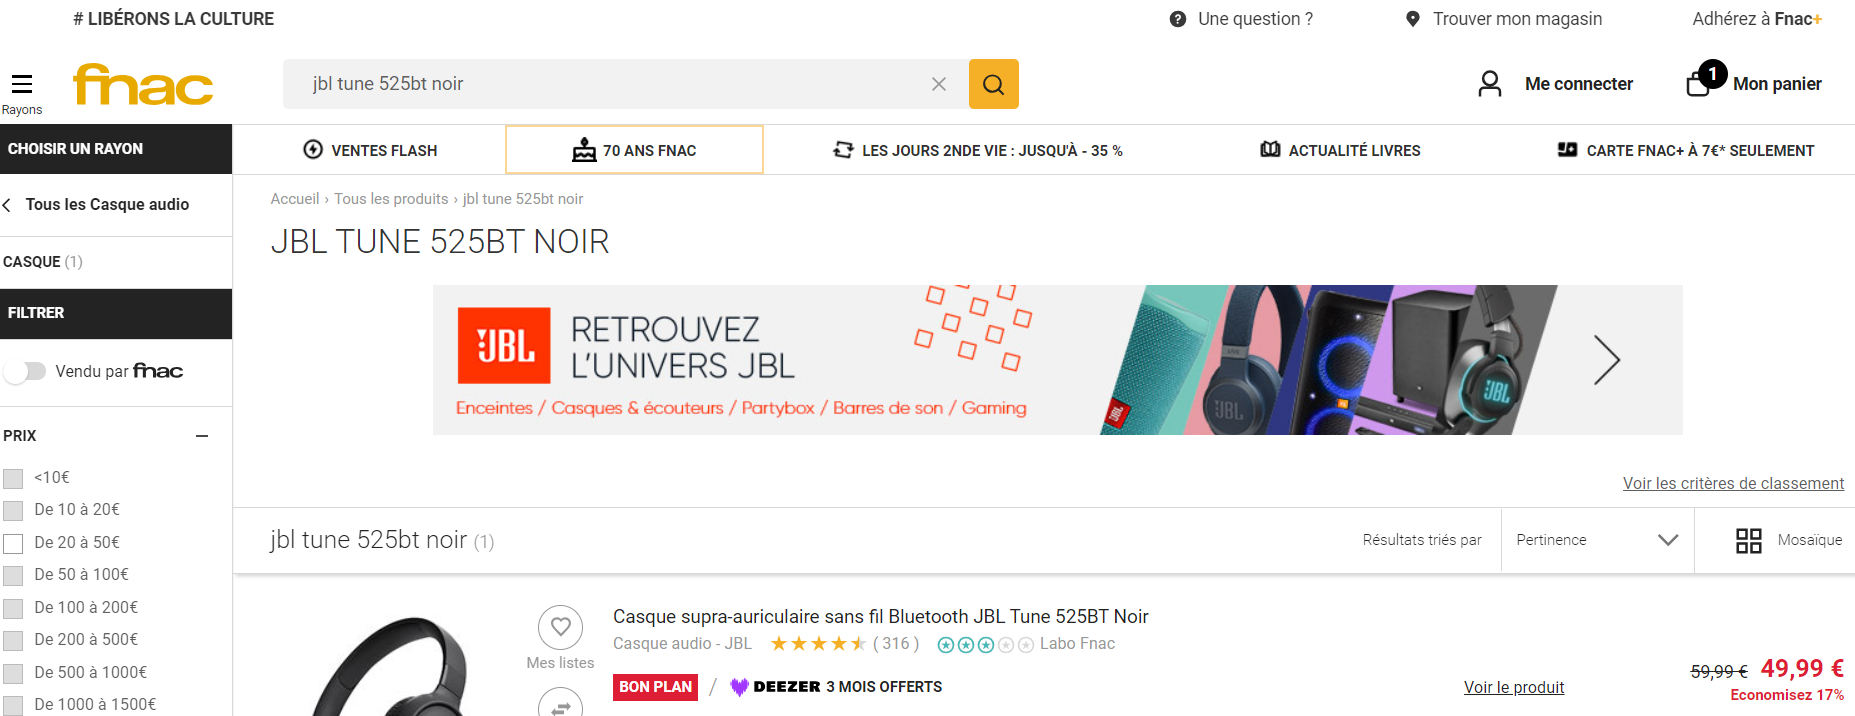 # LIBÉRONS LA CULTURE
Une question ?
Trouver mon magasin
Adhérez à Fnac+
Rayons
fnac
jbl tune 525bt noir
Me connecter
1
Mon panier
CHOISIR UN RAYON
VENTES FLASH
70 ANS FNAC
LES JOURS 2NDE VIE : JUSQU'À - 35 %
ACTUALITÉ LIVRES
CARTE FNAC+ À 7€* SEULEMENT
Tous les Casque audio
CASQUE (1)
FILTRER
Vendu par fnac
PRIX
<10€
De 10 à 20€
De 20 à 50€
De 50 à 100€
De 100 à 200€
De 200 à 500€
De 500 à 1000€
De 1000 à 1500€
Accueil › Tous les produits › jbl tune 525bt noir
JBL TUNE 525BT NOIR
JBL
RETROUVEZ
L'UNIVERS JBL
Enceintes / Casques & écouteurs / Partybox / Barres de son / Gaming
JBL
JBL
JBL
Voir les critères de classement
jbl tune 525bt noir (1)
Résultats triés par
Pertinence
Mosaïque
Mes listes
Casque supra-auriculaire sans fil Bluetooth JBL Tune 525BT Noir
Casque audio - JBL
( 316 )
Labo Fnac
BON PLAN
/
DEEZER 3 MOIS OFFERTS
Voir le produit
59,99 € 49,99 €
Economisez 17%